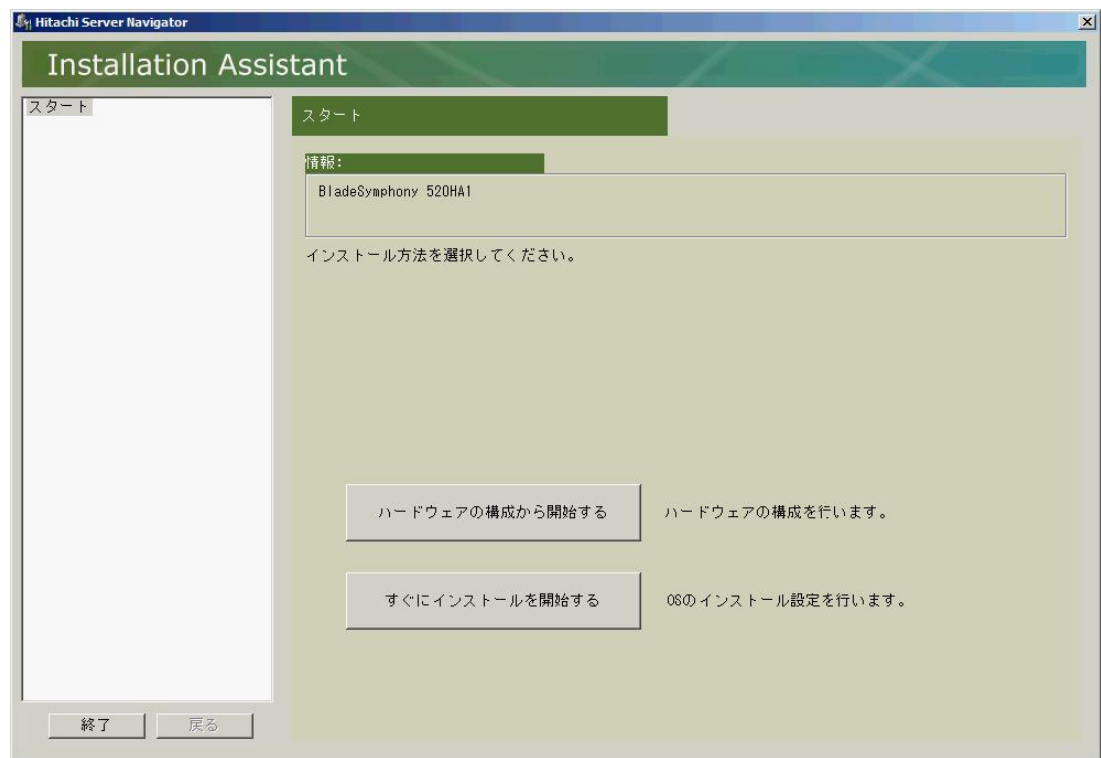 Hitachi Server Navigator
Installation Assistant
スタート
スタート
情報:
BladeSymphony 520HA1
インストール方法を選択してください。
ハードウェアの構成から開始する
ハードウェアの構成を行います。
すぐにインストールを開始する
OSのインストール設定を行います。
終了
戻る